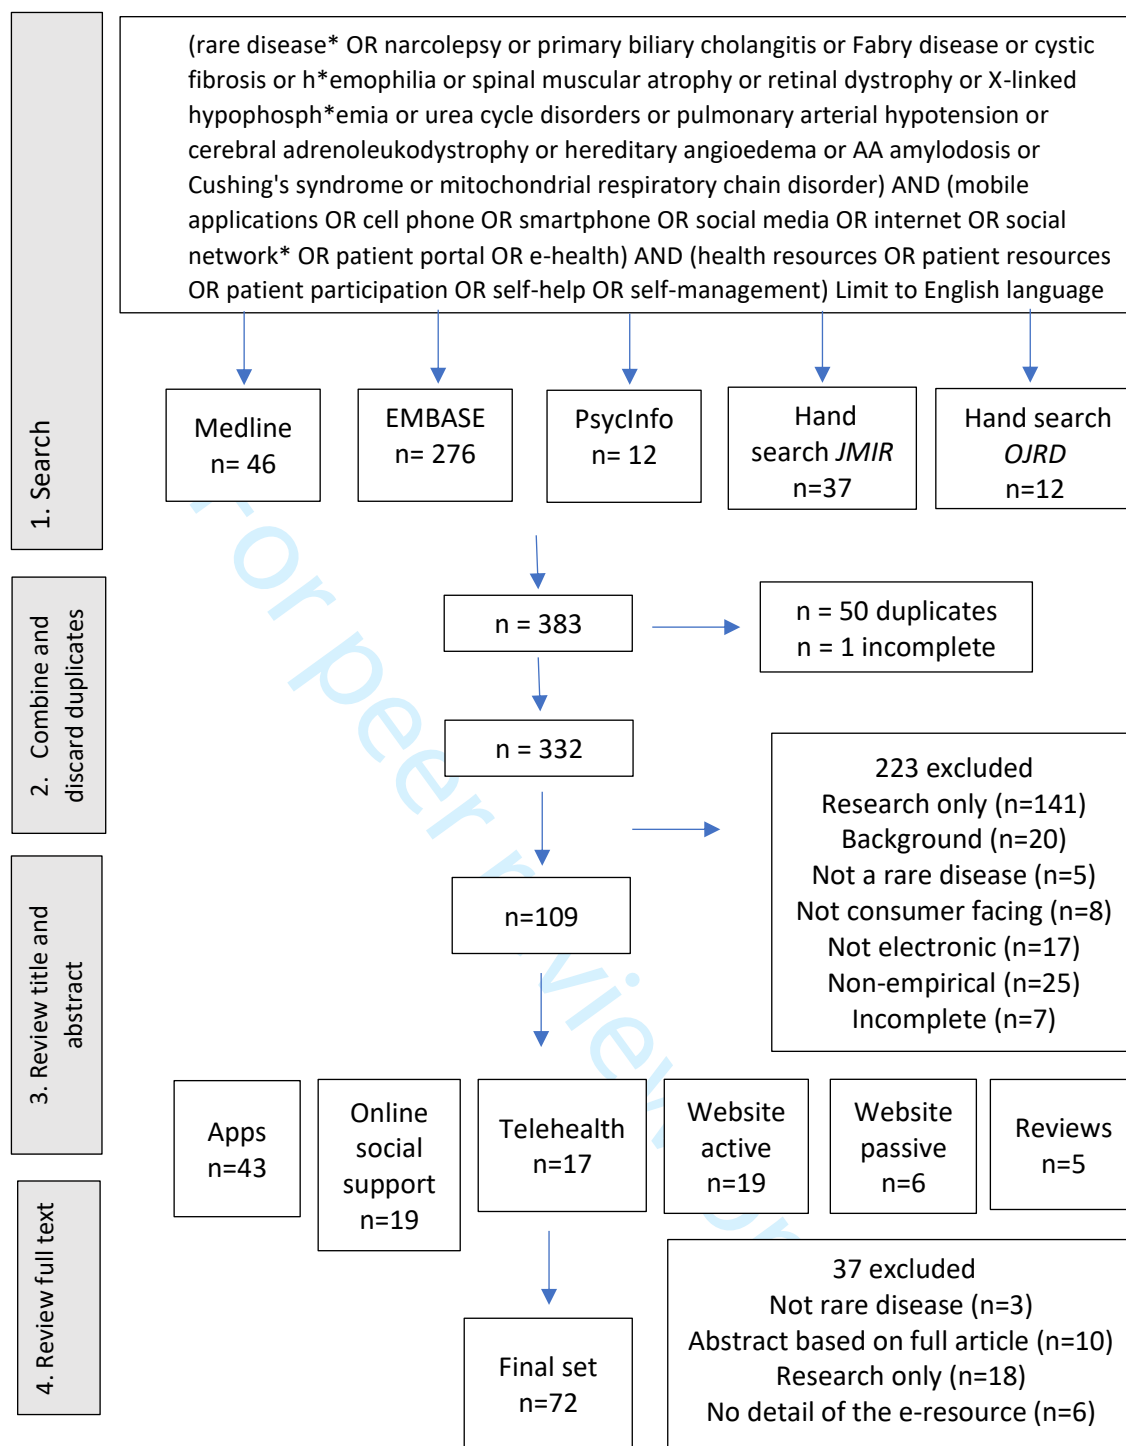 (rare disease* OR narcolepsy or primary biliary cholangitis or Fabry disease or cystic
fibrosis or h*emophilia or spinal muscular atrophy or retinal dystrophy or X-linked
hypophosph*emia or urea cycle disorders or pulmonary arterial hypotension or
cerebral adrenoleukodystrophy or hereditary angioedema or AA amylodosis or
Cushing's syndrome or mitochondrial respiratory chain disorder) AND (mobile
applications OR cell phone OR smartphone OR social media OR internet OR social
network* OR patient portal OR e-health) AND (health resources OR patient resources
OR patient participation OR self-help OR self-management) Limit to English language
1. Search
Medline
n= 46
EMBASE
n= 276
PsycInfo
n= 12
Hand
search JMIR
n=37
Hand search
OJRD
n=12
2. Combine and
discard duplicates
n = 383
n = 50 duplicates
n = 1 incomplete
n = 332
223 excluded
Research only (n=141)
Background (n=20)
Not a rare disease (n=5)
Not consumer facing (n=8)
Not electronic (n=17)
Non-empirical (n=25)
Incomplete (n=7)
3. Review title and
abstract
n=109
Apps
n=43
Online
social
support
n=19
Telehealth
n=17
Website
active
n=19
Website
passive
n=6
Reviews
n=5
4. Review full text
37 excluded
Not rare disease (n=3)
Abstract based on full article (n=10)
Research only (n=18)
No detail of the e-resource (n=6)
Final set
n=72
For peer review on